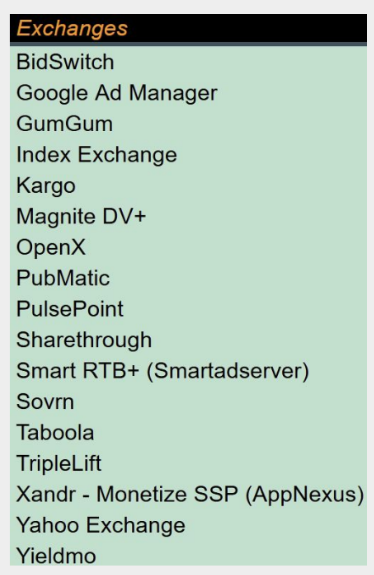 Exchanges
BidSwitch
Google Ad Manager
GumGum
Index Exchange
Kargo
Magnite DV+
OpenX
PubMatic
PulsePoint
Sharethrough
Smart RTB+ (Smartadserver)
Sovrn
Taboola
TripleLift
Xandr - Monetize SSP (AppNexus)
Yahoo Exchange
Yieldmo